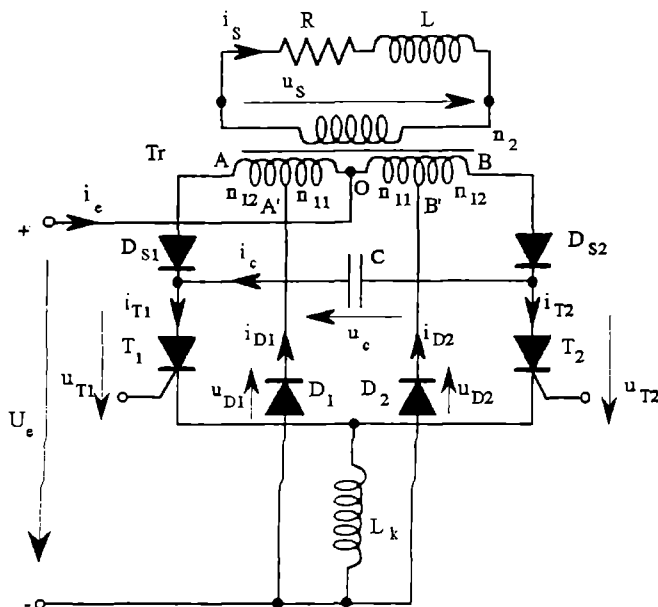 i_S R L
u_S
n_2
Tr A B
n_12 n_11 O n_11 n_12
A' B'
i_e
+
D_S1 i_c C D_S2
i_T1 i_T2
u_c
T_1 i_D1 i_D2 T_2
u_T1 u_D1 D_1 D_2 u_D2 u_T2
U_e
L_k
-